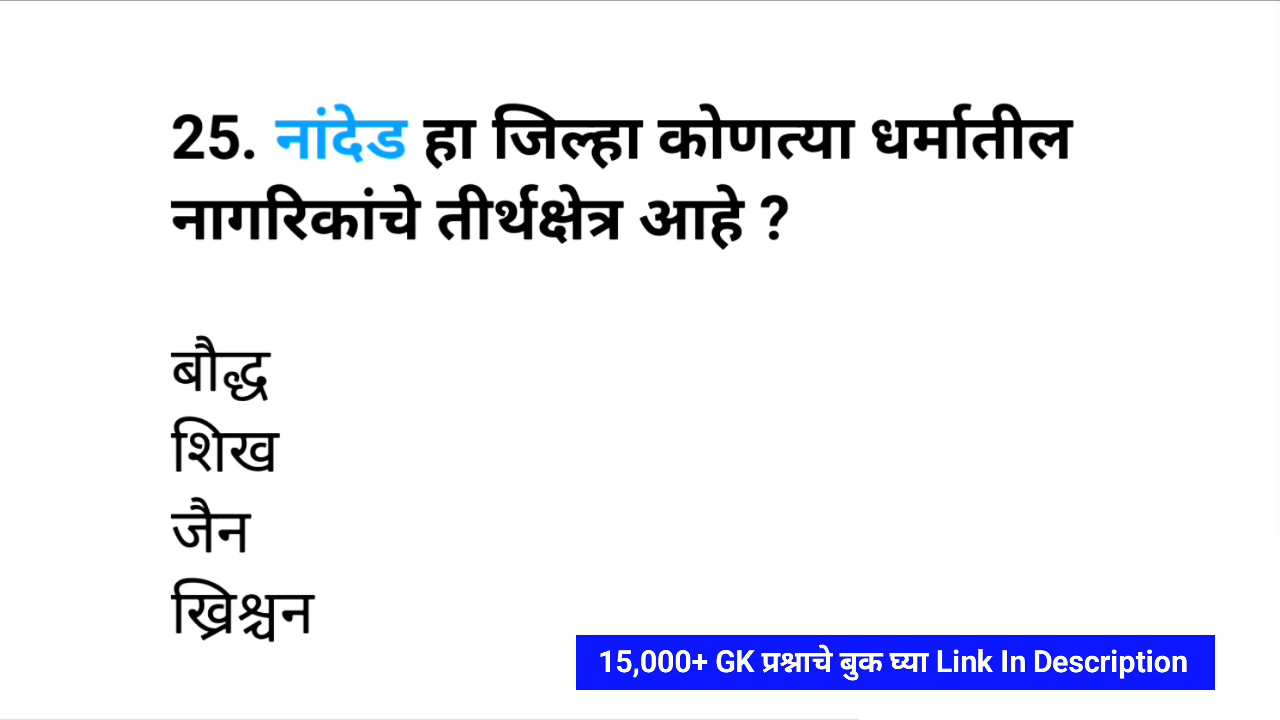 25. नांदेड हा जिल्हा कोणत्या धर्मातील
नागरिकांचे तीर्थक्षेत्र आहे ?
बौद्ध
शिख
जैन
ख्रिश्चन
15,000+ GK प्रश्नाचे बुक घ्या Link In Description